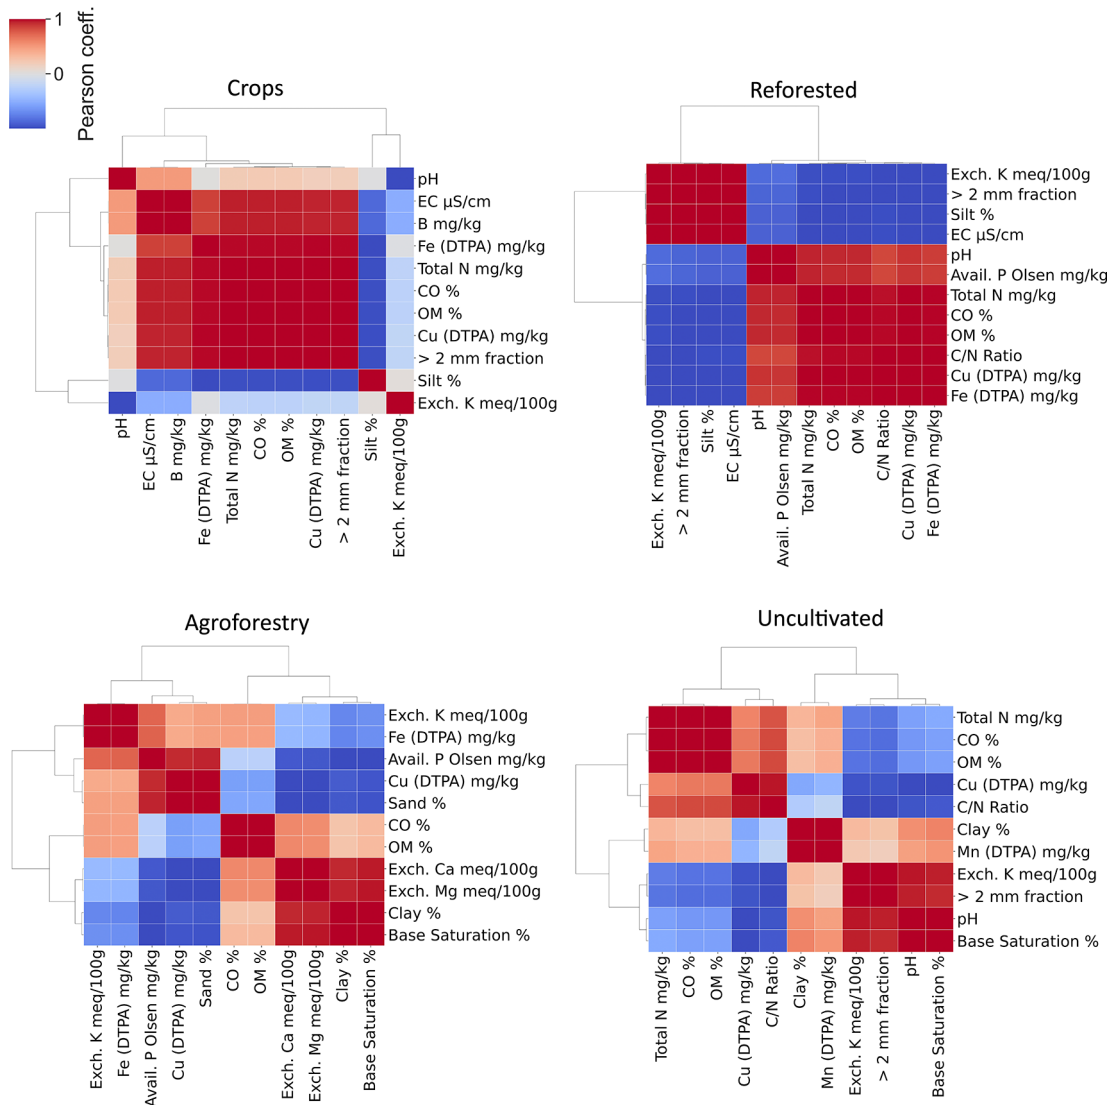 1
0
Pearson coeff.
Crops
pH
EC µS/cm
B mg/kg
Fe (DTPA) mg/kg
Total N mg/kg
CO %
OM %
Cu (DTPA) mg/kg
> 2 mm fraction
Silt %
Exch. K meq/100g
pH
EC µS/cm
B mg/kg
Fe (DTPA) mg/kg
Total N mg/kg
CO %
OM %
Cu (DTPA) mg/kg
> 2 mm fraction
Silt %
Exch. K meq/100g
Reforested
Exch. K meq/100g
> 2 mm fraction
Silt %
EC µS/cm
pH
Avail. P Olsen mg/kg
Total N mg/kg
CO %
OM %
C/N Ratio
Cu (DTPA) mg/kg
Fe (DTPA) mg/kg
Exch. K meq/100g
> 2 mm fraction
Silt %
EC µS/cm
pH
Avail. P Olsen mg/kg
Total N mg/kg
CO %
OM %
C/N Ratio
Cu (DTPA) mg/kg
Fe (DTPA) mg/kg
Agroforestry
Exch. K meq/100g
Fe (DTPA) mg/kg
Avail. P Olsen mg/kg
Cu (DTPA) mg/kg
Sand %
CO %
OM %
Exch. Ca meq/100g
Exch. Mg meq/100g
Clay %
Base Saturation %
Exch. K meq/100g
Fe (DTPA) mg/kg
Avail. P Olsen mg/kg
Cu (DTPA) mg/kg
Sand %
CO %
OM %
Exch. Ca meq/100g
Exch. Mg meq/100g
Clay %
Base Saturation %
Uncultivated
Total N mg/kg
CO %
OM %
Cu (DTPA) mg/kg
C/N Ratio
Clay %
Mn (DTPA) mg/kg
Exch. K meq/100g
> 2 mm fraction
pH
Base Saturation %
Total N mg/kg
CO %
OM %
Cu (DTPA) mg/kg
C/N Ratio
Clay %
Mn (DTPA) mg/kg
Exch. K meq/100g
> 2 mm fraction
pH
Base Saturation %